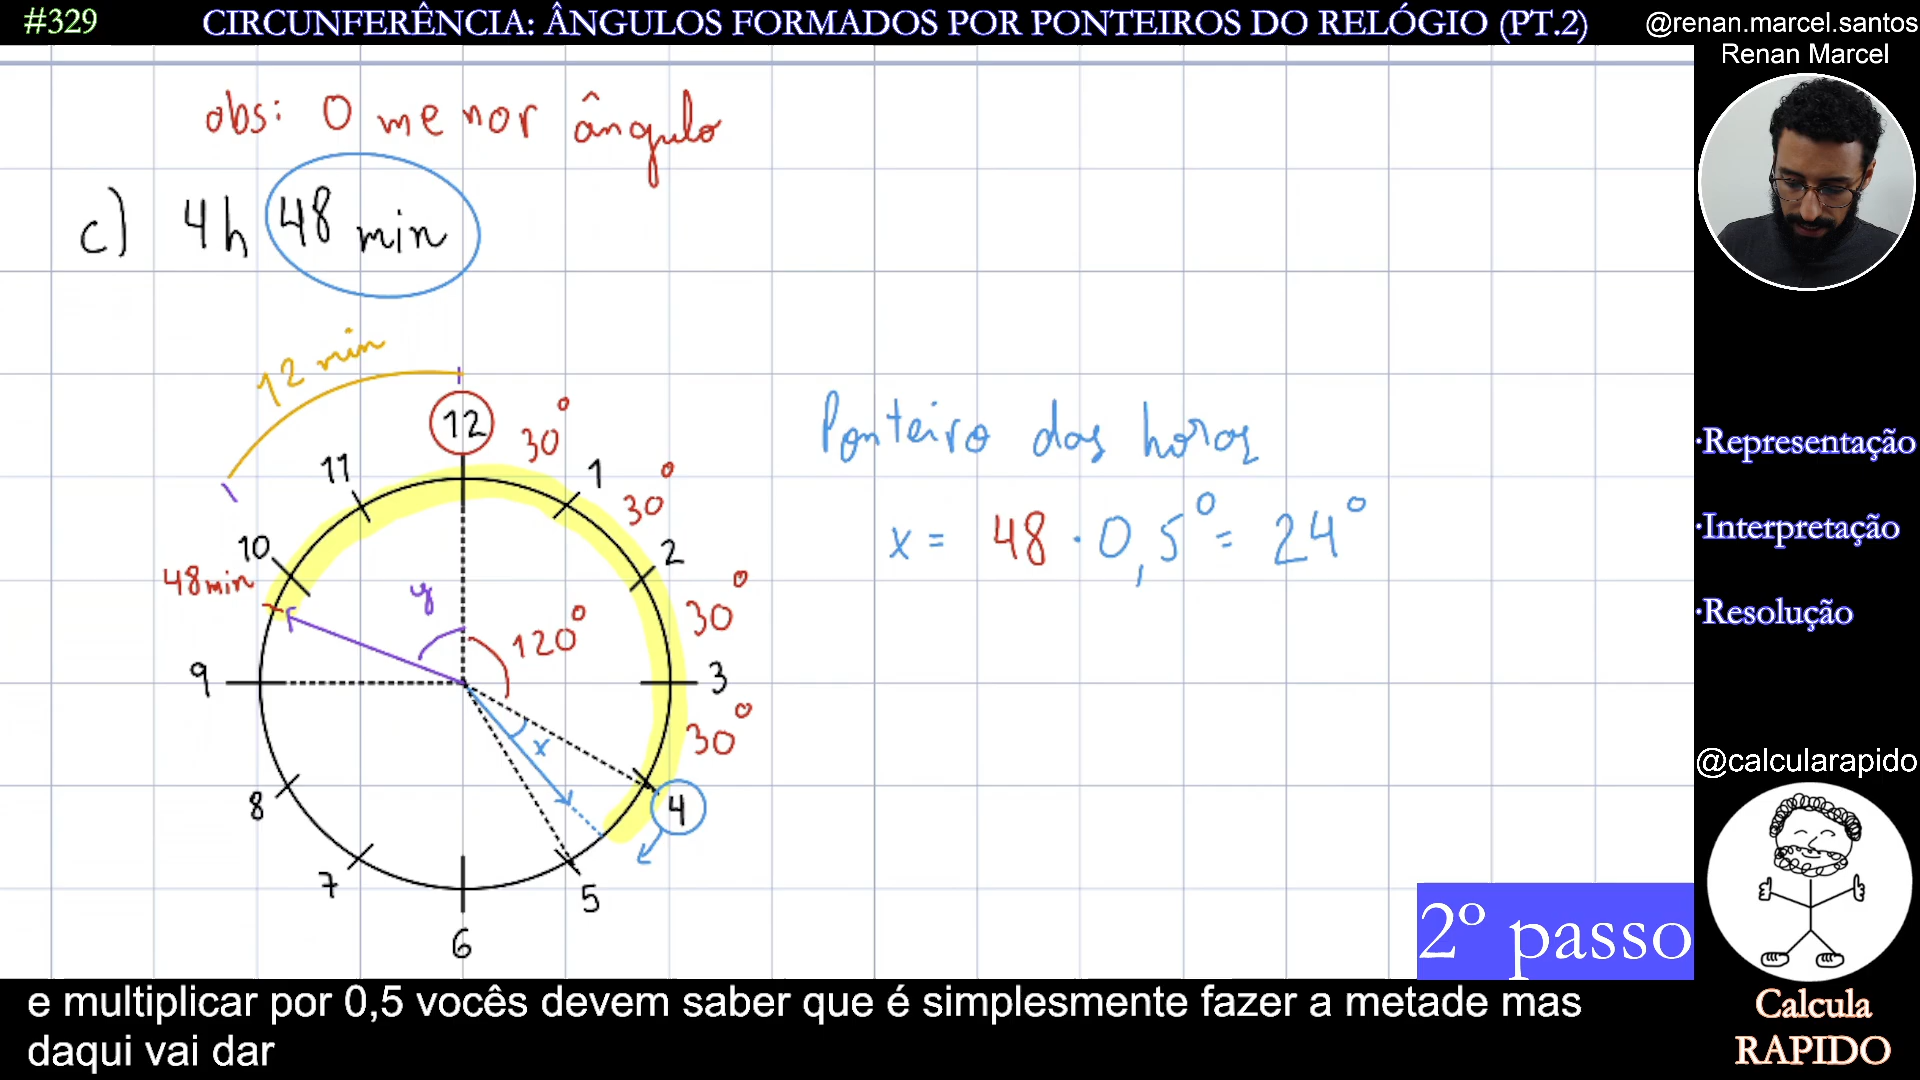 #329
CIRCUNFERÊNCIA: ÂNGULOS FORMADOS POR PONTEIROS DO RELÓGIO (PT.2)
@renan.marcel.santos
Renan Marcel
obs: O menor ângulo
c) 4h 48 min
12 min
12
30°
11
1
30°
10
2
48min
y
120°
30°
9
3
30°
x
4
8
7
5
6
Ponteiro das horas
x = 48 · 0,5° = 24°
·Representação
·Interpretação
·Resolução
@calcularapido
2º passo
Calcula
RAPIDO
e multiplicar por 0,5 vocês devem saber que é simplesmente fazer a metade mas
daqui vai dar